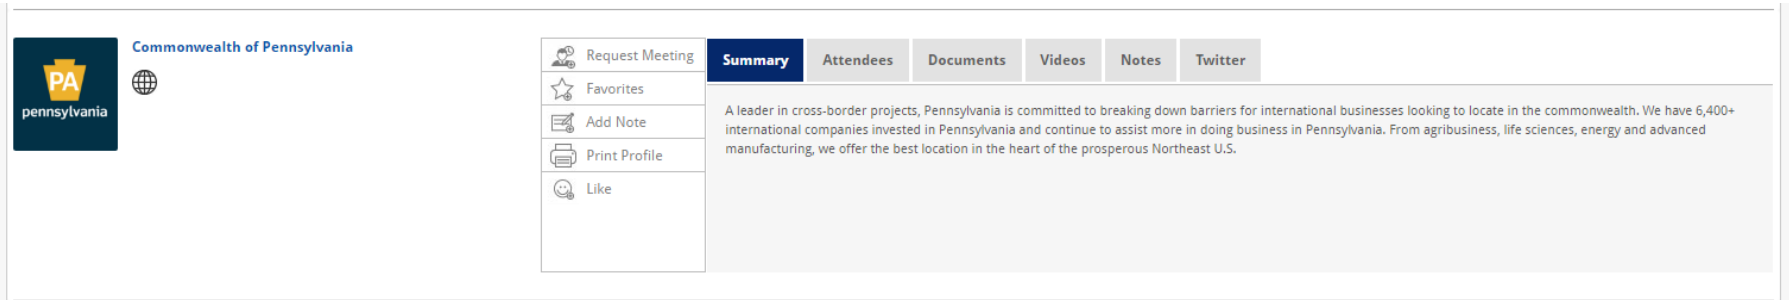 PA
pennsylvania
Commonwealth of Pennsylvania
Request Meeting
Favorites
Add Note
Print Profile
Like
Summary
Attendees
Documents
Videos
Notes
Twitter
A leader in cross-border projects, Pennsylvania is committed to breaking down barriers for international businesses looking to locate in the commonwealth. We have 6,400+
international companies invested in Pennsylvania and continue to assist more in doing business in Pennsylvania. From agribusiness, life sciences, energy and advanced
manufacturing, we offer the best location in the heart of the prosperous Northeast U.S.